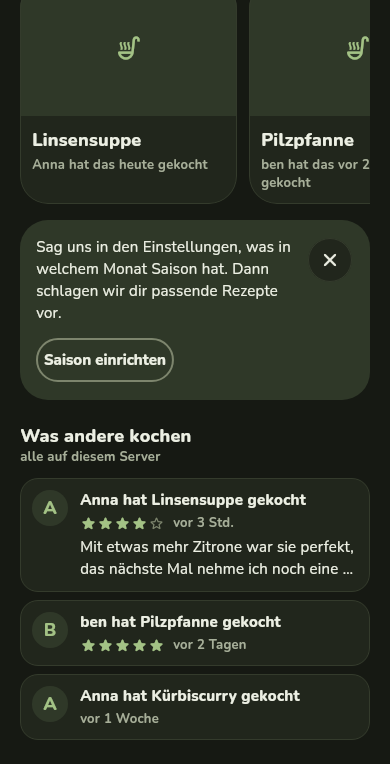 Linsensuppe
Anna hat das heute gekocht
Pilzpfanne
ben hat das vor 2
gekocht
Sag uns in den Einstellungen, was in
welchem Monat Saison hat. Dann
schlagen wir dir passende Rezepte
vor.
Saison einrichten
Was andere kochen
alle auf diesem Server
A
Anna hat Linsensuppe gekocht
vor 3 Std.
Mit etwas mehr Zitrone war sie perfekt,
das nächste Mal nehme ich noch eine ...
B
ben hat Pilzpfanne gekocht
vor 2 Tagen
A
Anna hat Kürbiscurry gekocht
vor 1 Woche